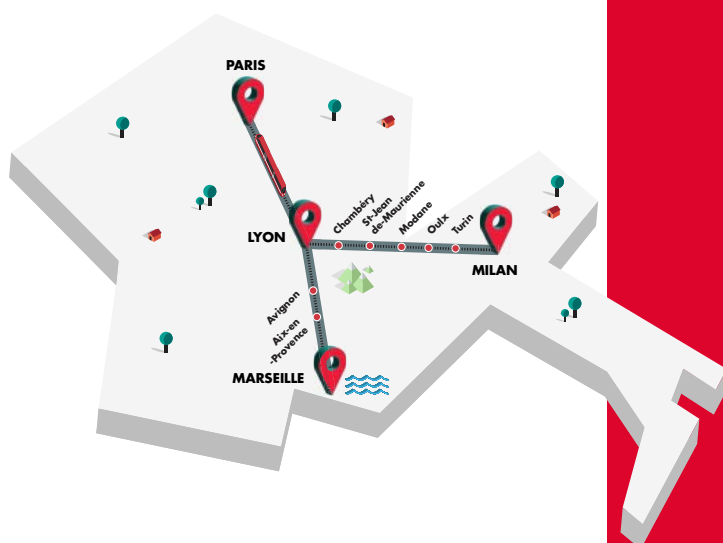 PARIS
LYON
Chambéry
St-Jean
de-Maurienne
Modane
Oulx
Turin
MILAN
Avignon
Aix-en
-Provence
MARSEILLE